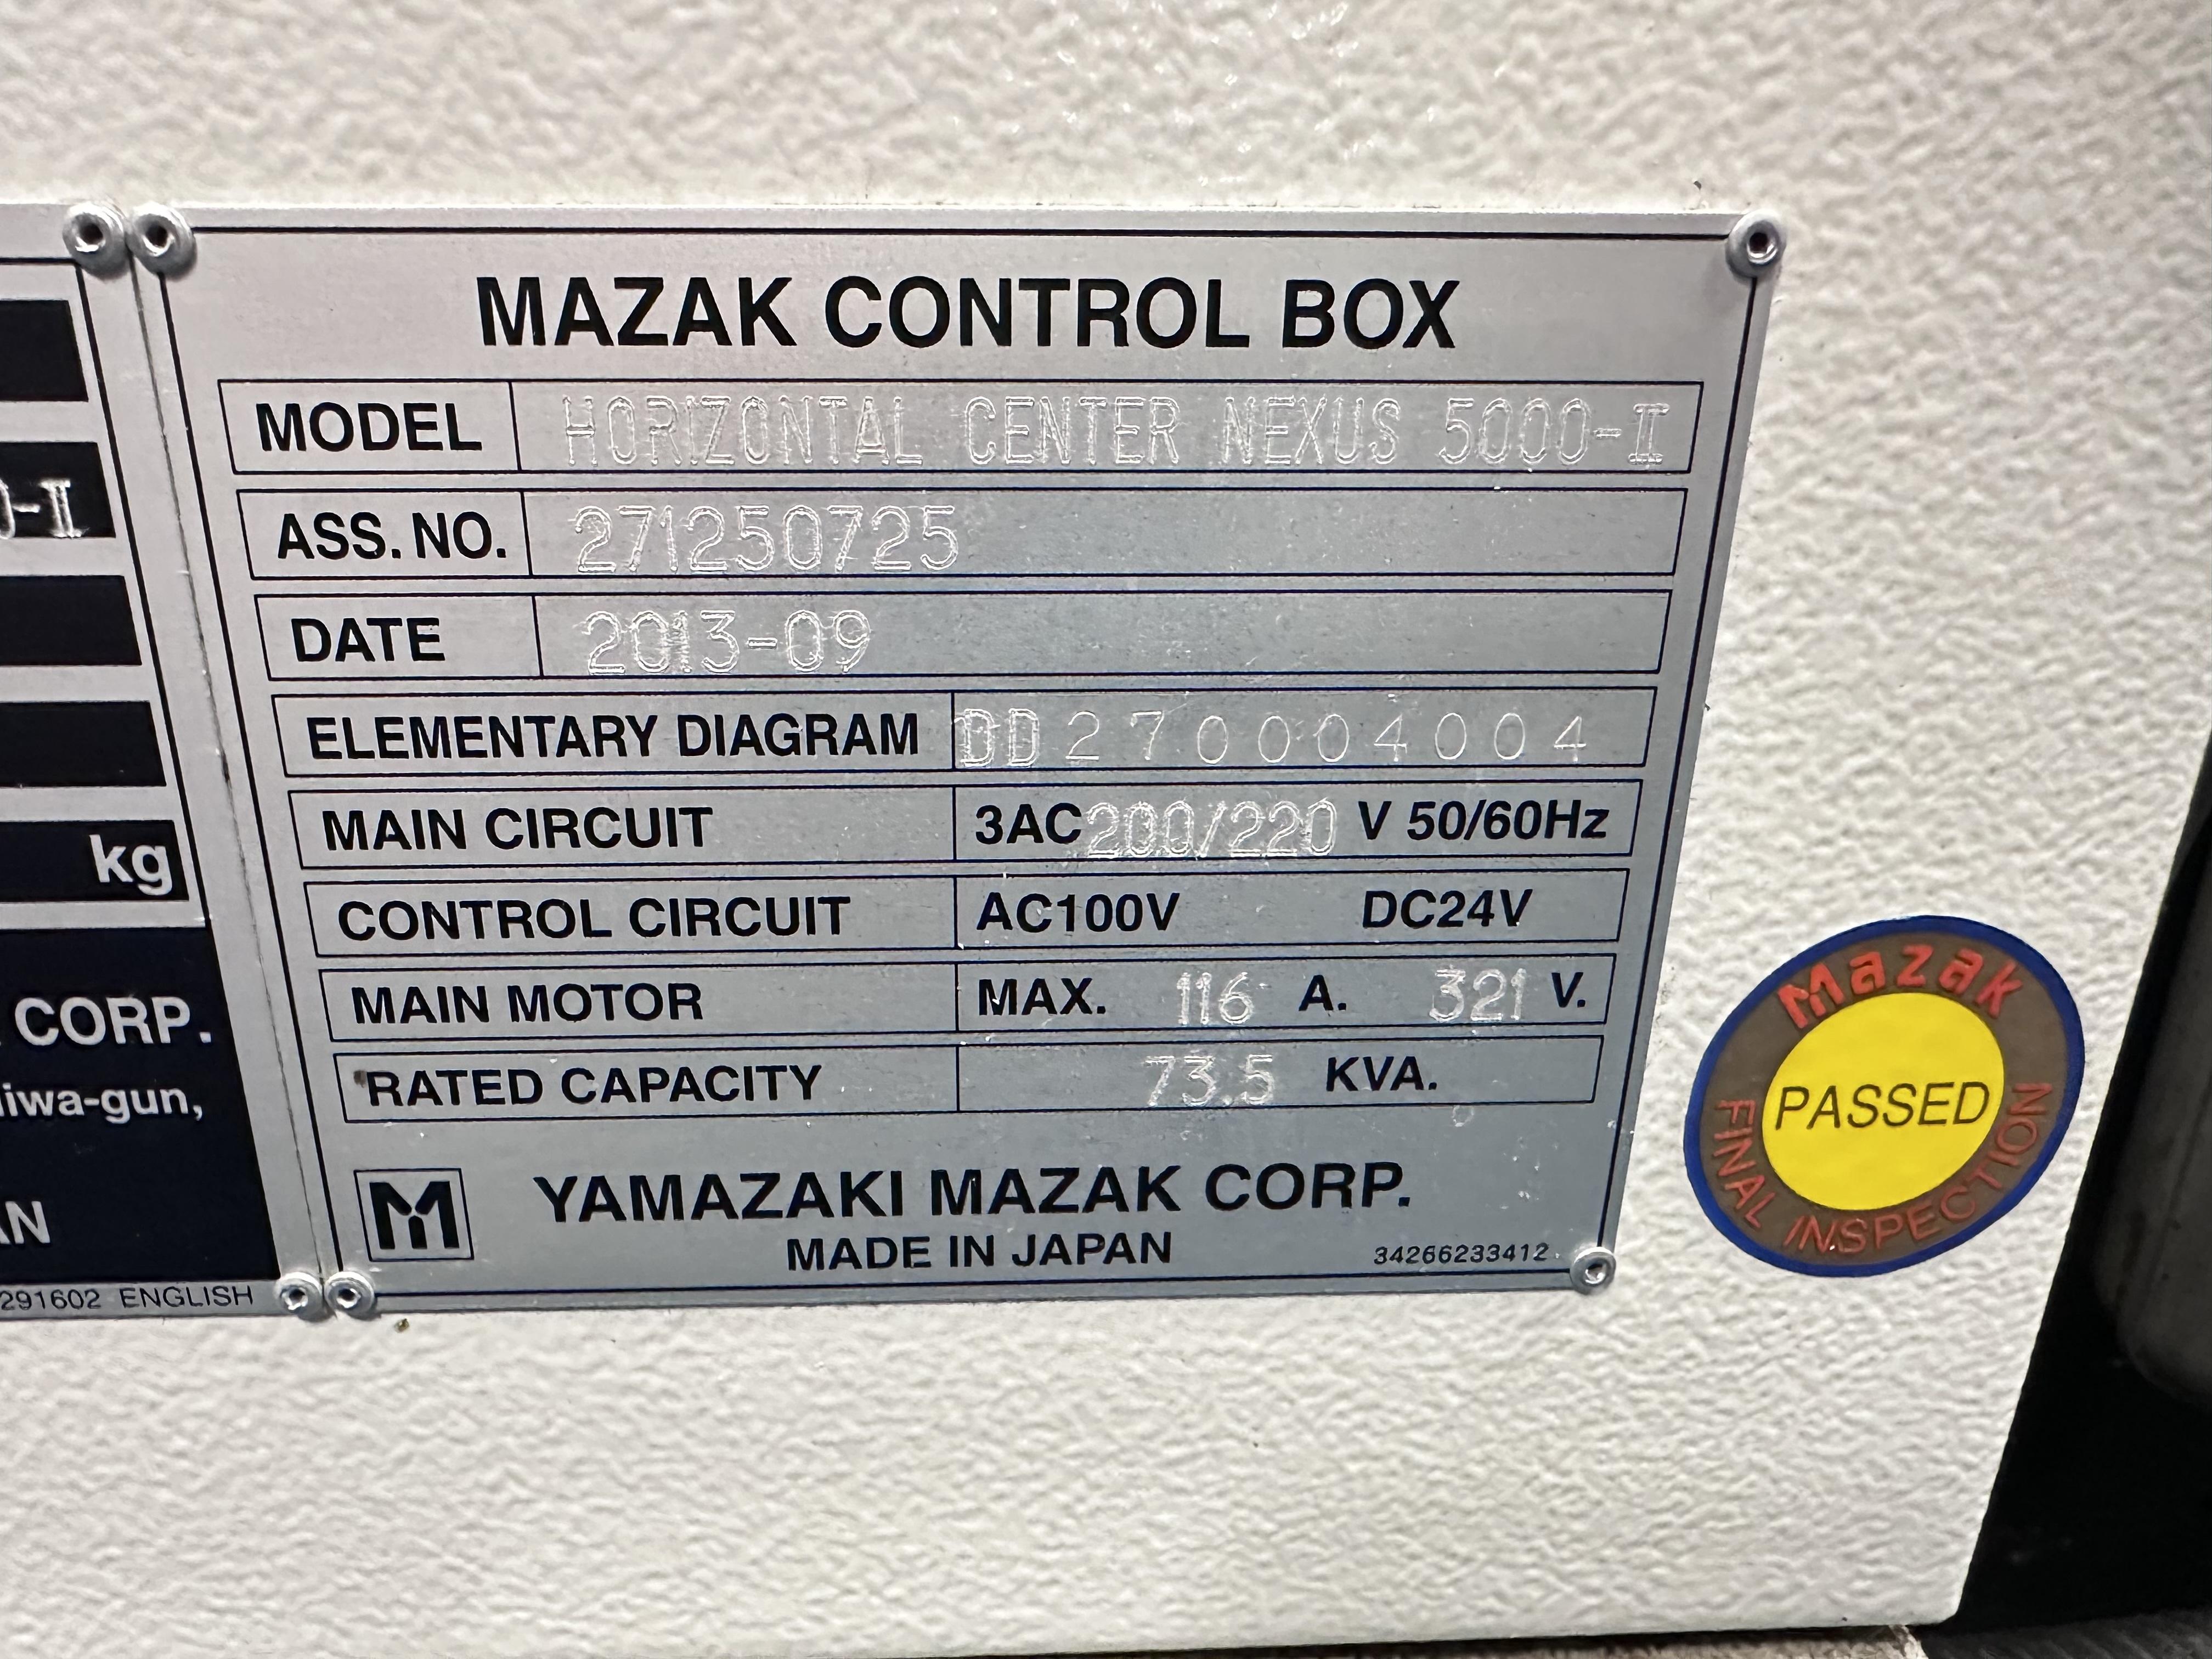 MAZAK CONTROL BOX
MODEL HORIZONTAL CENTER NEXUS 5000-II
ASS. NO. 271250725
DATE 2013-09
ELEMENTARY DIAGRAM DD270004004
MAIN CIRCUIT 3AC200/220 V 50/60Hz
CONTROL CIRCUIT AC100V DC24V
MAIN MOTOR MAX. 116 A. 321 V.
RATED CAPACITY 73.5 KVA.
YAMAZAKI MAZAK CORP.
MADE IN JAPAN 34266233412
0-II
kg
CORP.
iwa-gun,
AN
291602 ENGLISH
Mazak
PASSED
FINAL INSPECTION